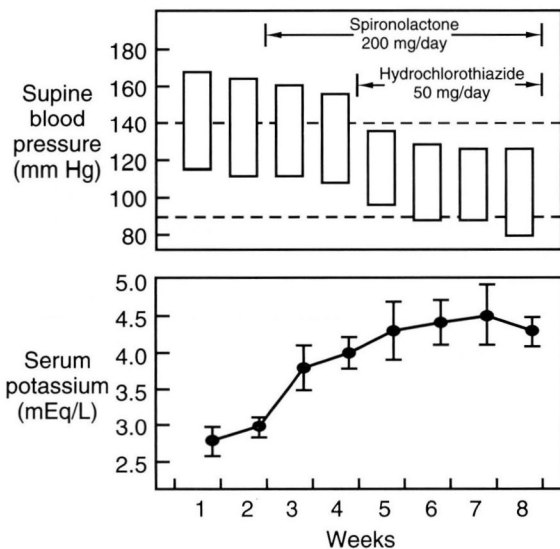 Spironolactone
200 mg/day
Hydrochlorothiazide
50 mg/day
Supine
blood
pressure
(mm Hg)
180
160
140
120
100
80
Serum
potassium
(mEq/L)
5.0
4.5
4.0
3.5
3.0
2.5
1 2 3 4 5 6 7 8
Weeks